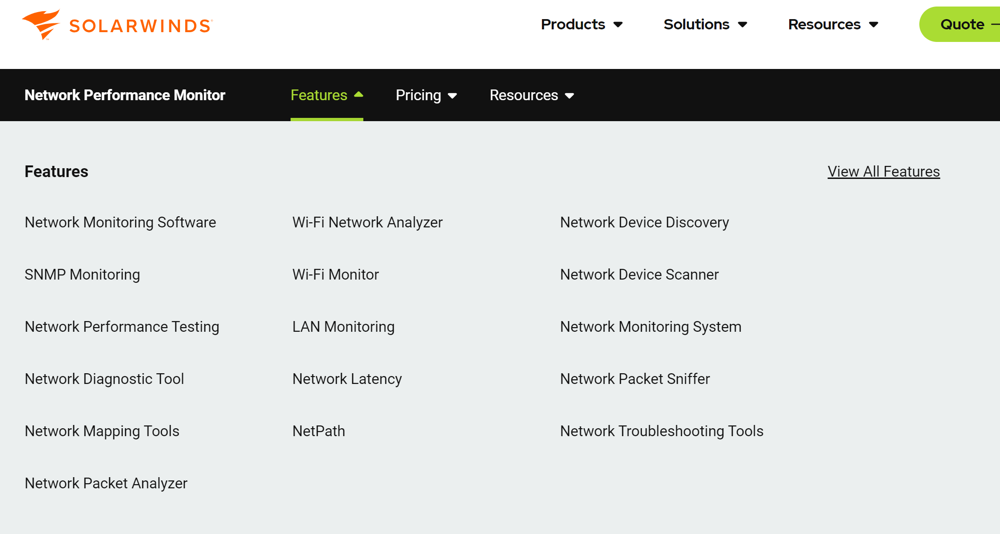 SOLARWINDS
Products
Solutions
Resources
Quote
Network Performance Monitor
Features
Pricing
Resources
Features
View All Features
Network Monitoring Software
Wi-Fi Network Analyzer
Network Device Discovery
SNMP Monitoring
Wi-Fi Monitor
Network Device Scanner
Network Performance Testing
LAN Monitoring
Network Monitoring System
Network Diagnostic Tool
Network Latency
Network Packet Sniffer
Network Mapping Tools
NetPath
Network Troubleshooting Tools
Network Packet Analyzer